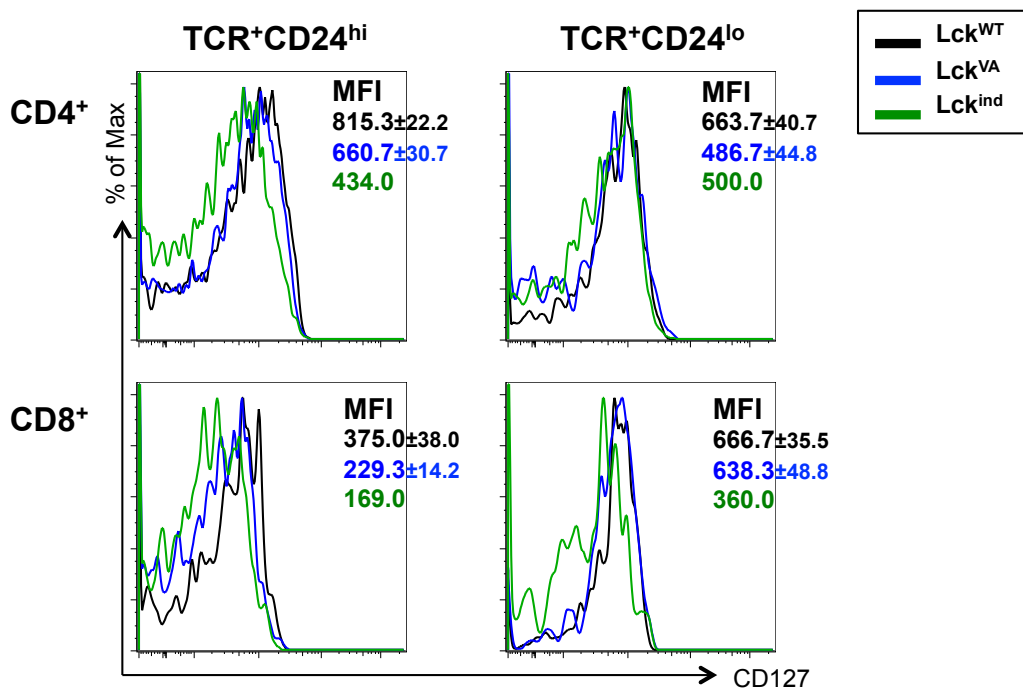 TCR⁺CD24ʰⁱ
TCR⁺CD24ˡᵒ
Lckᵂᵀ
Lckⱽᴬ
Lckⁱⁿᵈ
CD4⁺
% of Max
MFI
815.3±22.2
660.7±30.7
434.0
MFI
663.7±40.7
486.7±44.8
500.0
CD8⁺
MFI
375.0±38.0
229.3±14.2
169.0
MFI
666.7±35.5
638.3±48.8
360.0
CD127